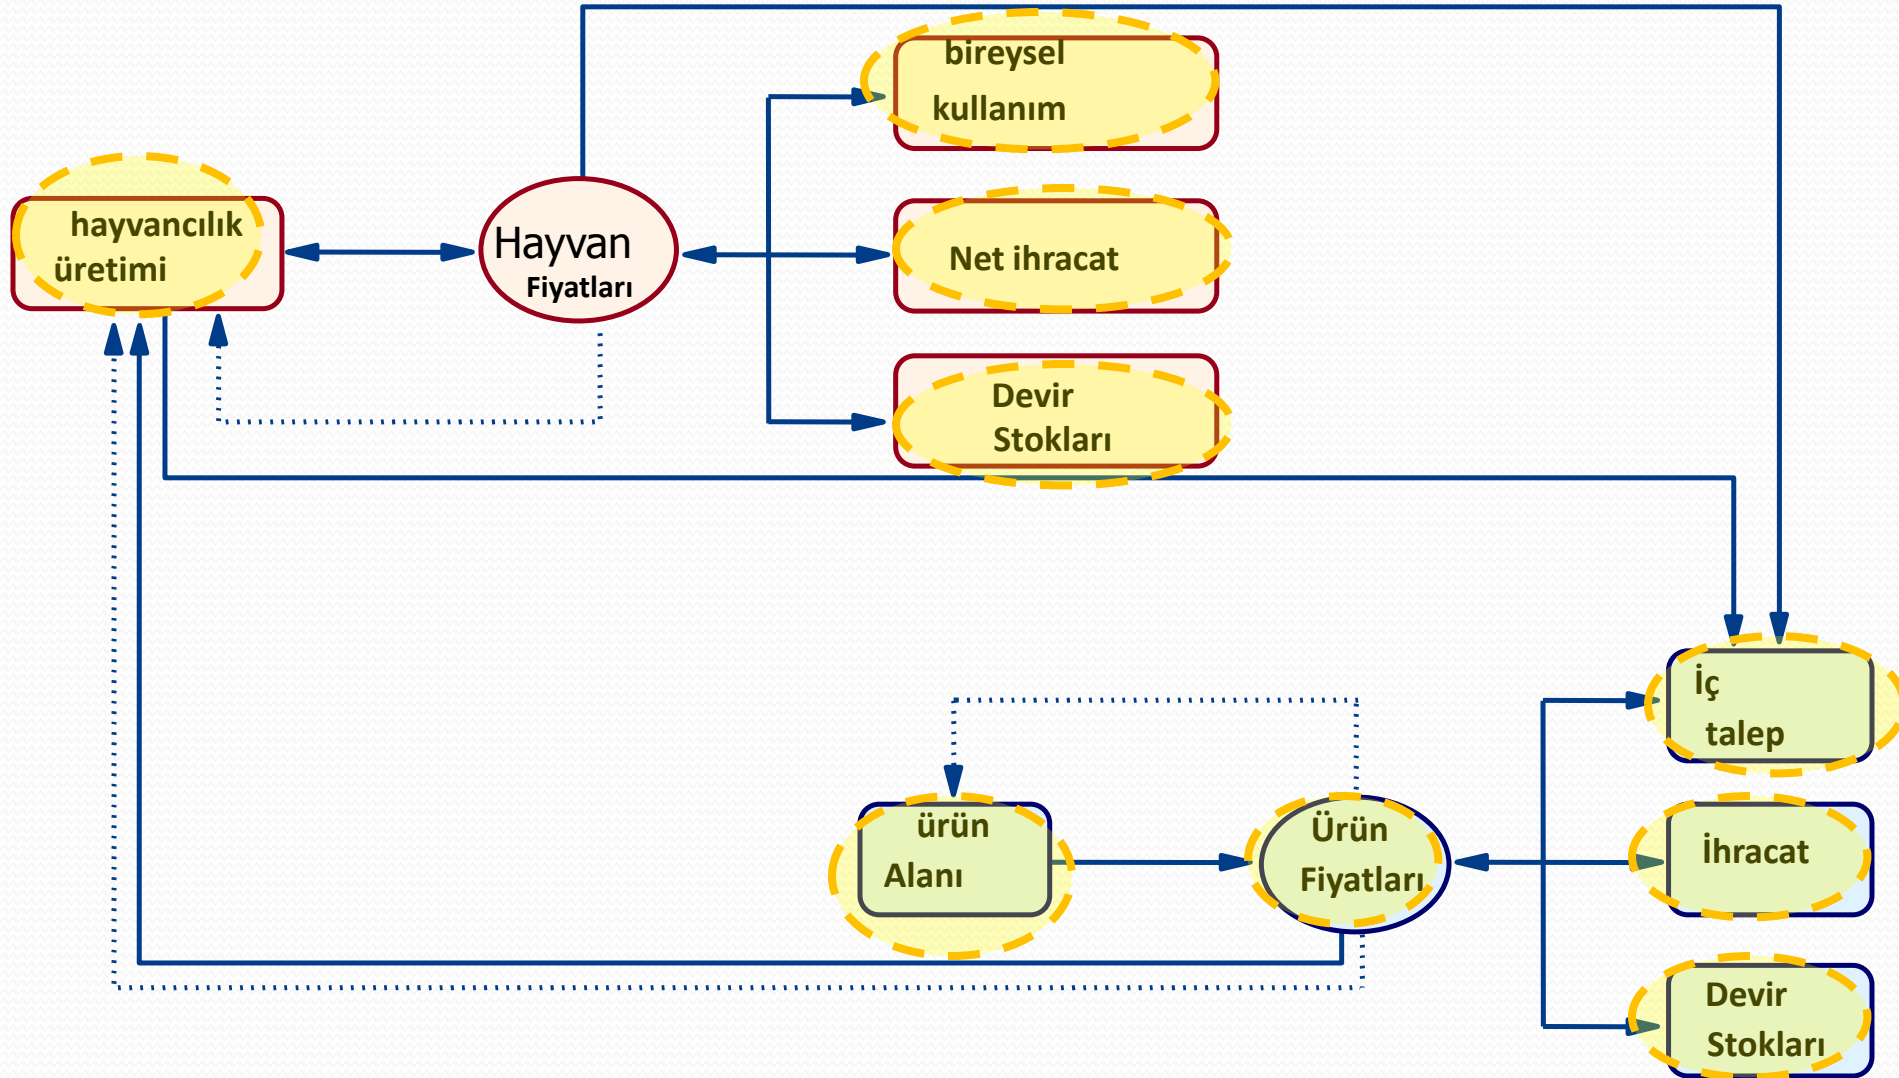 bireysel
kullanım
hayvancılık
üretimi
Hayvan
Fiyatları
Net ihracat
Devir
Stokları
İç
talep
ürün
Alanı
Ürün
Fiyatları
İhracat
Devir
Stokları